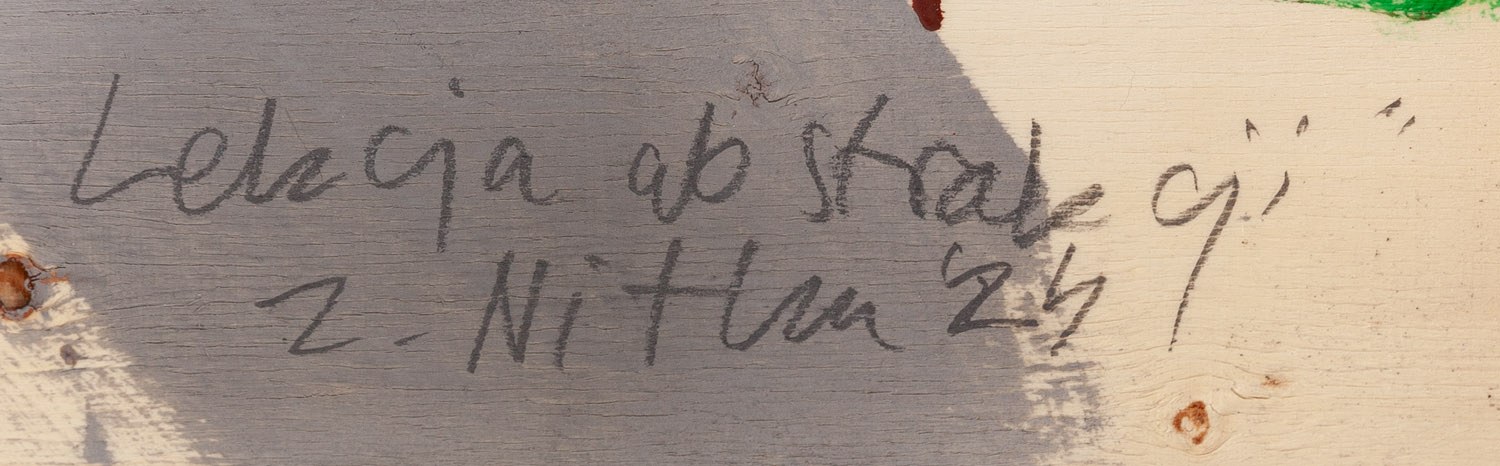 Lekcja abstrakcji"
Z. Nitka '24